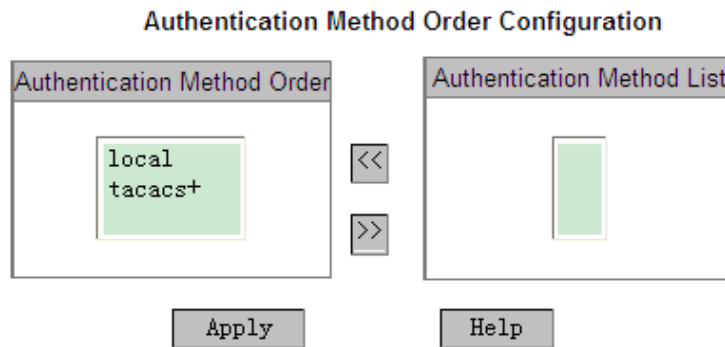 Authentication Method Order Configuration
Authentication Method Order
Authentication Method List
local
tacacs+
<<
>>
Apply
Help